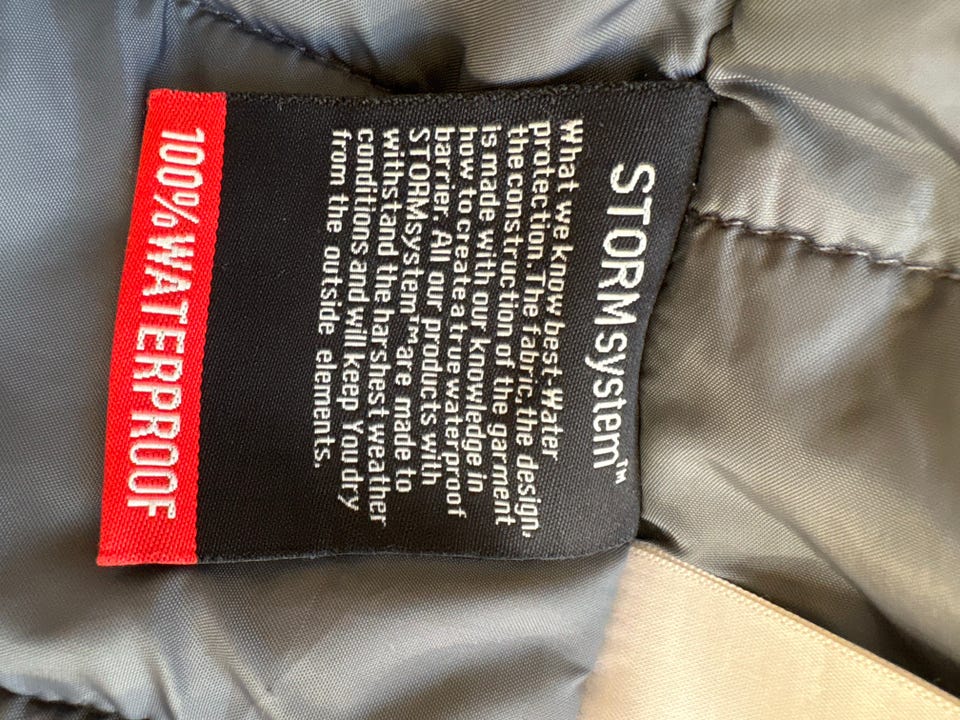 STORMsystem™
What we know best-Water
protection. The fabric, the design,
the construction of the garment
is made with our knowledge in
how to create a true waterproof
barrier. All our products with
STORMsystem™ are made to
withstand the harshest weather
conditions and will keep You dry
from the outside elements.
100% WATERPROOF